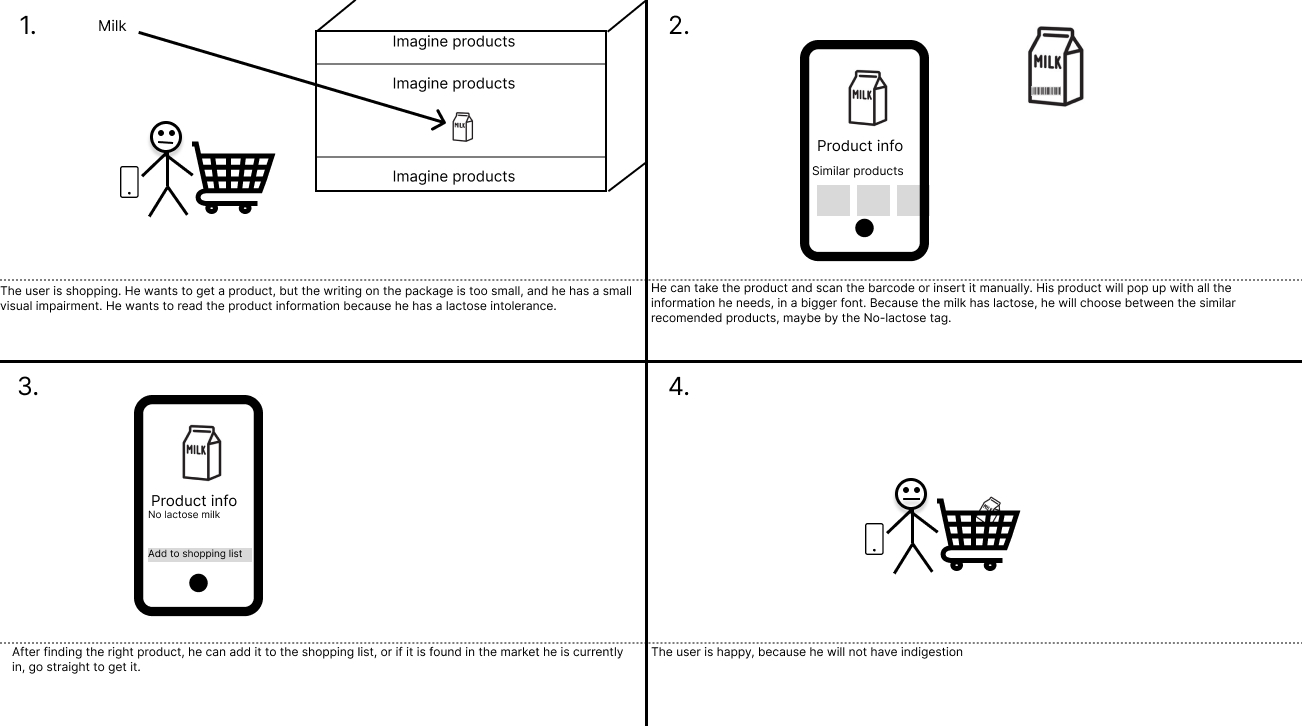 1.
Milk
Imagine products
Imagine products
MILK
Imagine products
The user is shopping. He wants to get a product, but the writing on the package is too small, and he has a small
visual impairment. He wants to read the product information because he has a lactose intolerance.
2.
MILK
Product info
Similar products
MILK
He can take the product and scan the barcode or insert it manually. His product will pop up with all the
information he needs, in a bigger font. Because the milk has lactose, he will choose between the similar
recomended products, maybe by the No-lactose tag.
3.
MILK
Product info
No lactose milk
Add to shopping list
After finding the right product, he can add it to the shopping list, or if it is found in the market he is currently
in, go straight to get it.
4.
MILK
The user is happy, because he will not have indigestion